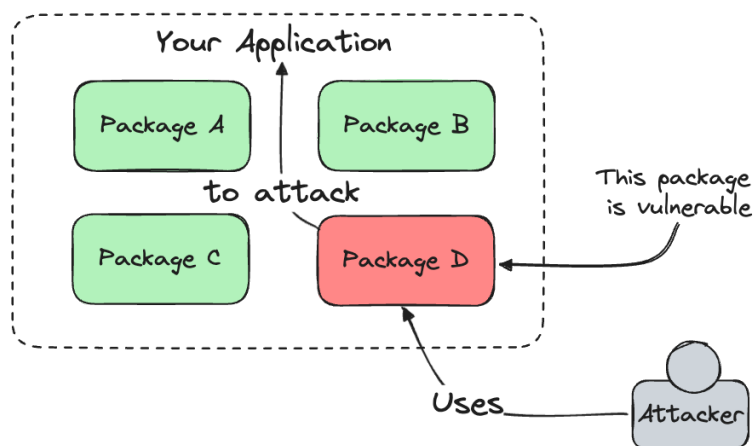 Your Application
Package A
Package B
to attack
This package
is vulnerable
Package C
Package D
Uses
Attacker